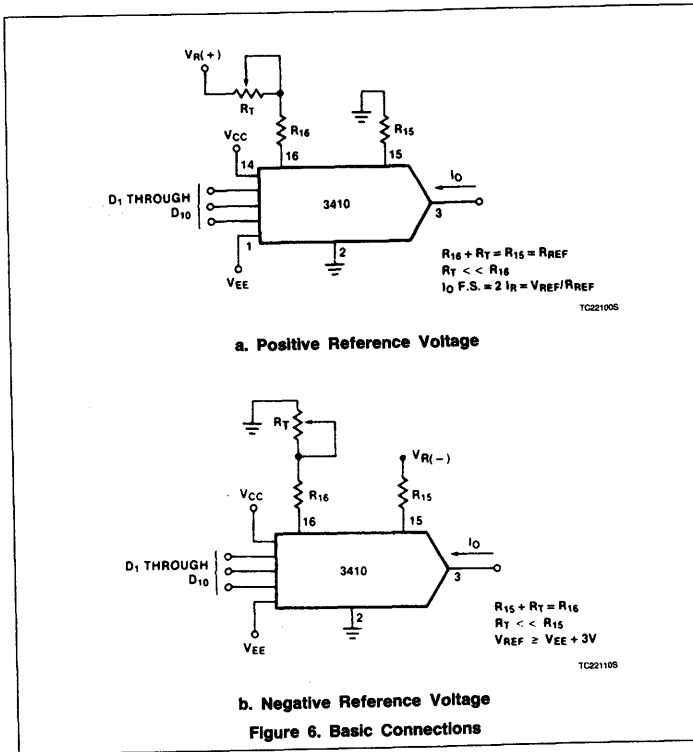 VR(+)
RT
R16
R15
VCC
14
16
15
IO
D1 THROUGH
D10
3410
3
1
2
VEE
R16 + RT = R15 = RREF
RT << R16
IO F.S. = 2 IR = VREF/RREF
TC22100S
a. Positive Reference Voltage
RT
VR(-)
R16
R15
VCC
16
15
IO
D1 THROUGH
D10
3410
3
2
VEE
R15 + RT = R16
RT << R15
VREF ≥ VEE + 3V
TC22110S
b. Negative Reference Voltage
Figure 6. Basic Connections